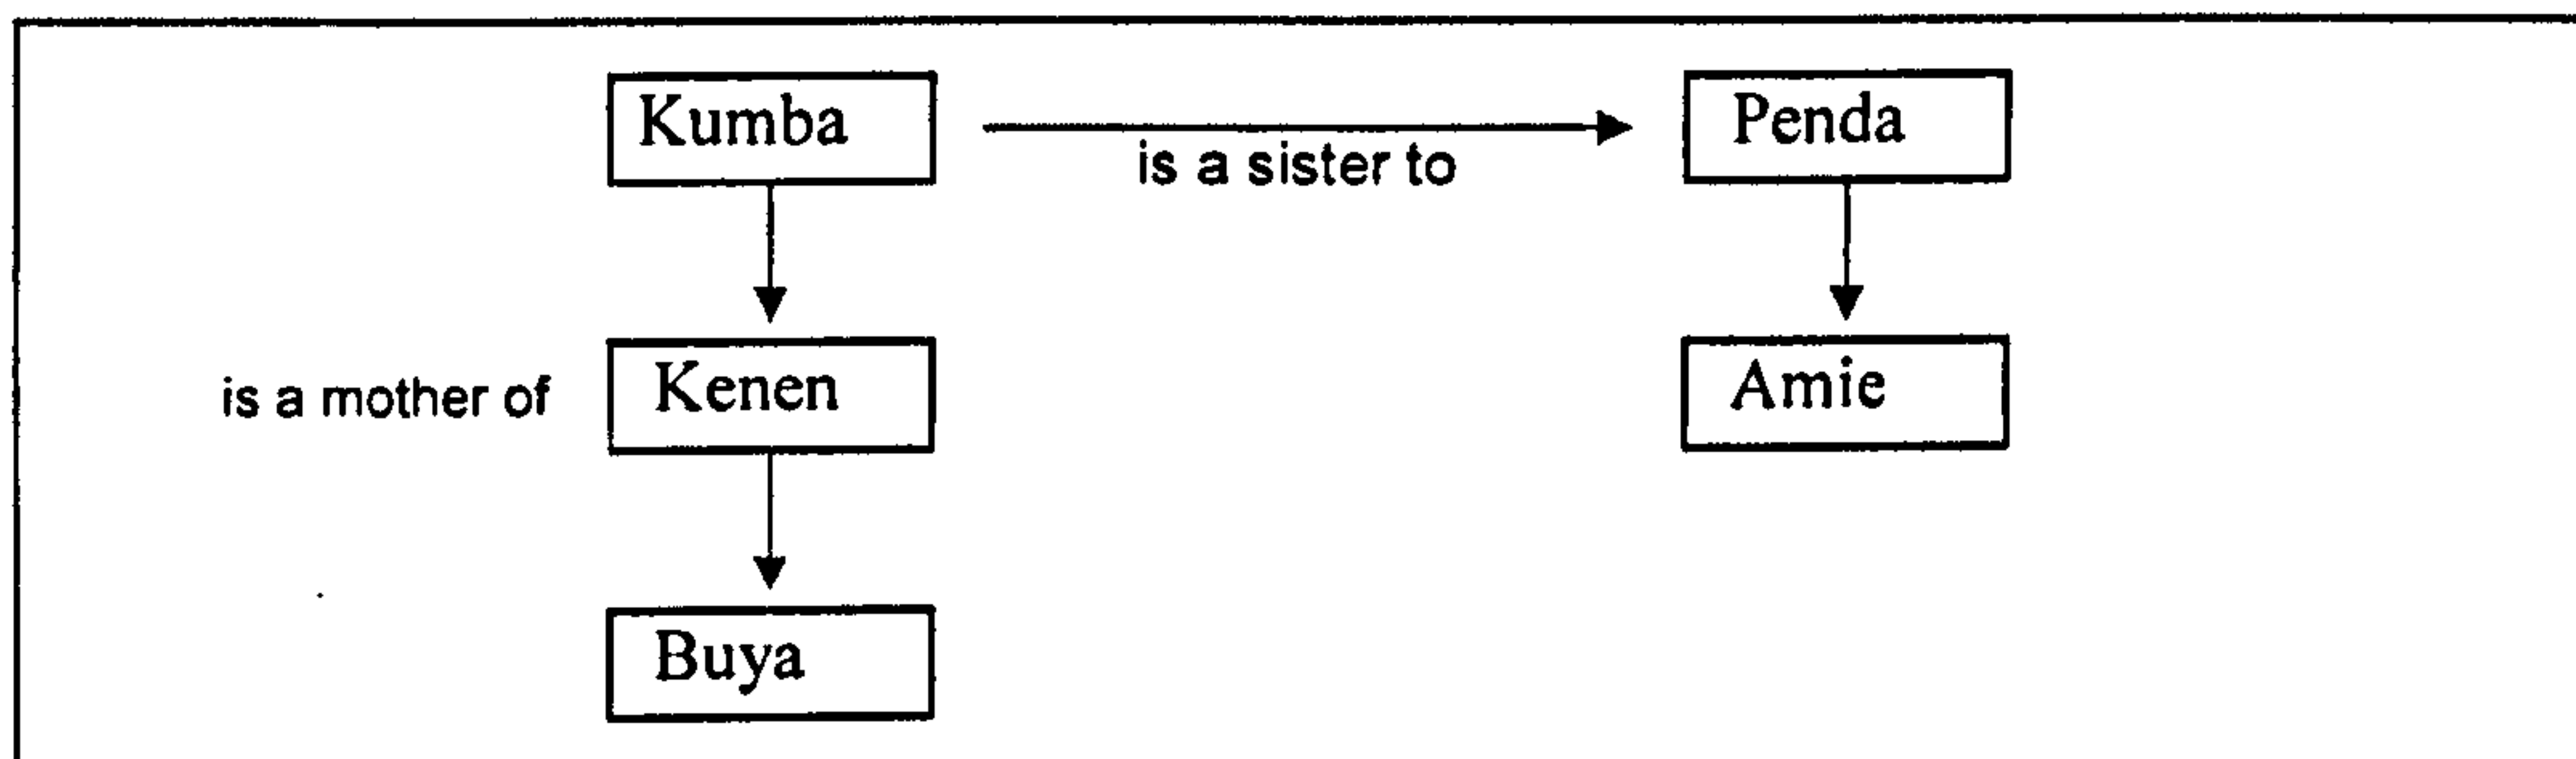 Kumba
Penda
is a sister to
is a mother of
Kenen
Amie
Buya